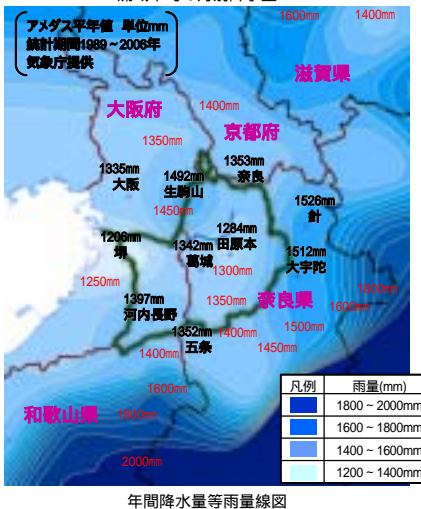 1600mm
1400mm
アメダス平年値 単位mm
統計期間1989～2006年
気象庁提供
滋賀県
大阪府
1400mm
京都府
1350mm
1335mm
大阪
1492mm
生駒山
1353mm
奈良
1450mm
1526mm
針
1206mm
堺
1342mm
葛城
1284mm
田原本
1512mm
大宇陀
1250mm
1300mm
1800mm
1397mm
河内長野
1350mm
奈良県
1600mm
1352mm
五条
1400mm
1500mm
1400mm
1450mm
1600mm
和歌山県
1800mm
2000mm
凡例 雨量(mm)
1800～2000mm
1600～1800mm
1400～1600mm
1200～1400mm
年間降水量等雨量線図